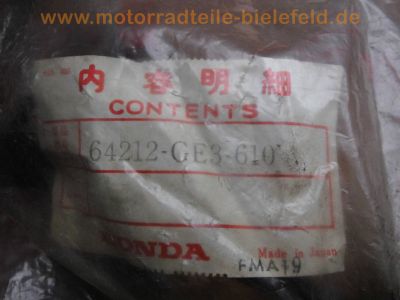 www.motorradteile-bielefeld.de
内容明細
CONTENTS
64212-GE3-610
HONDA
Made in Japan
FMA19